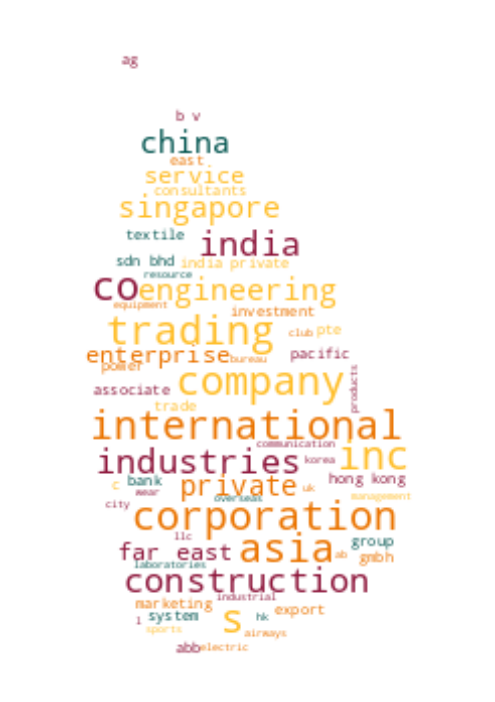 ag
b v
china
east
service
consultants
singapore
textile
india
sdn bhd india private
resource
co engineering
equipment
investment
trading club pte
enterprise bureau pacific
power
associate company products
trade
international
communication
industries korea inc
c bank private uk hong kong
wear overseas management
city corporation
llc
far east asia ab group
gmbh
laboratories
construction
industrial
marketing
l system s hk export
sports airways
abb electric